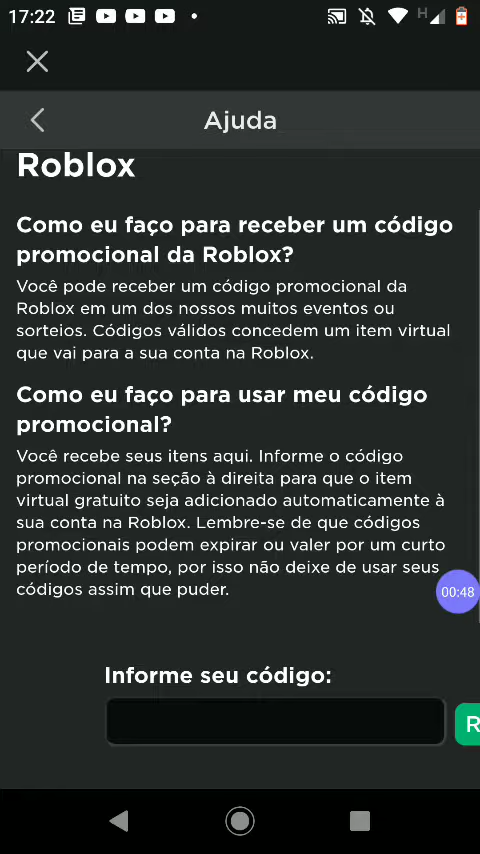 17:22
H
Ajuda
Roblox
Como eu faço para receber um código
promocional da Roblox?
Você pode receber um código promocional da
Roblox em um dos nossos muitos eventos ou
sorteios. Códigos válidos concedem um item virtual
que vai para a sua conta na Roblox.
Como eu faço para usar meu código
promocional?
Você recebe seus itens aqui. Informe o código
promocional na seção à direita para que o item
virtual gratuito seja adicionado automaticamente à
sua conta na Roblox. Lembre-se de que códigos
promocionais podem expirar ou valer por um curto
período de tempo, por isso não deixe de usar seus
códigos assim que puder.
00:48
Informe seu código:
R